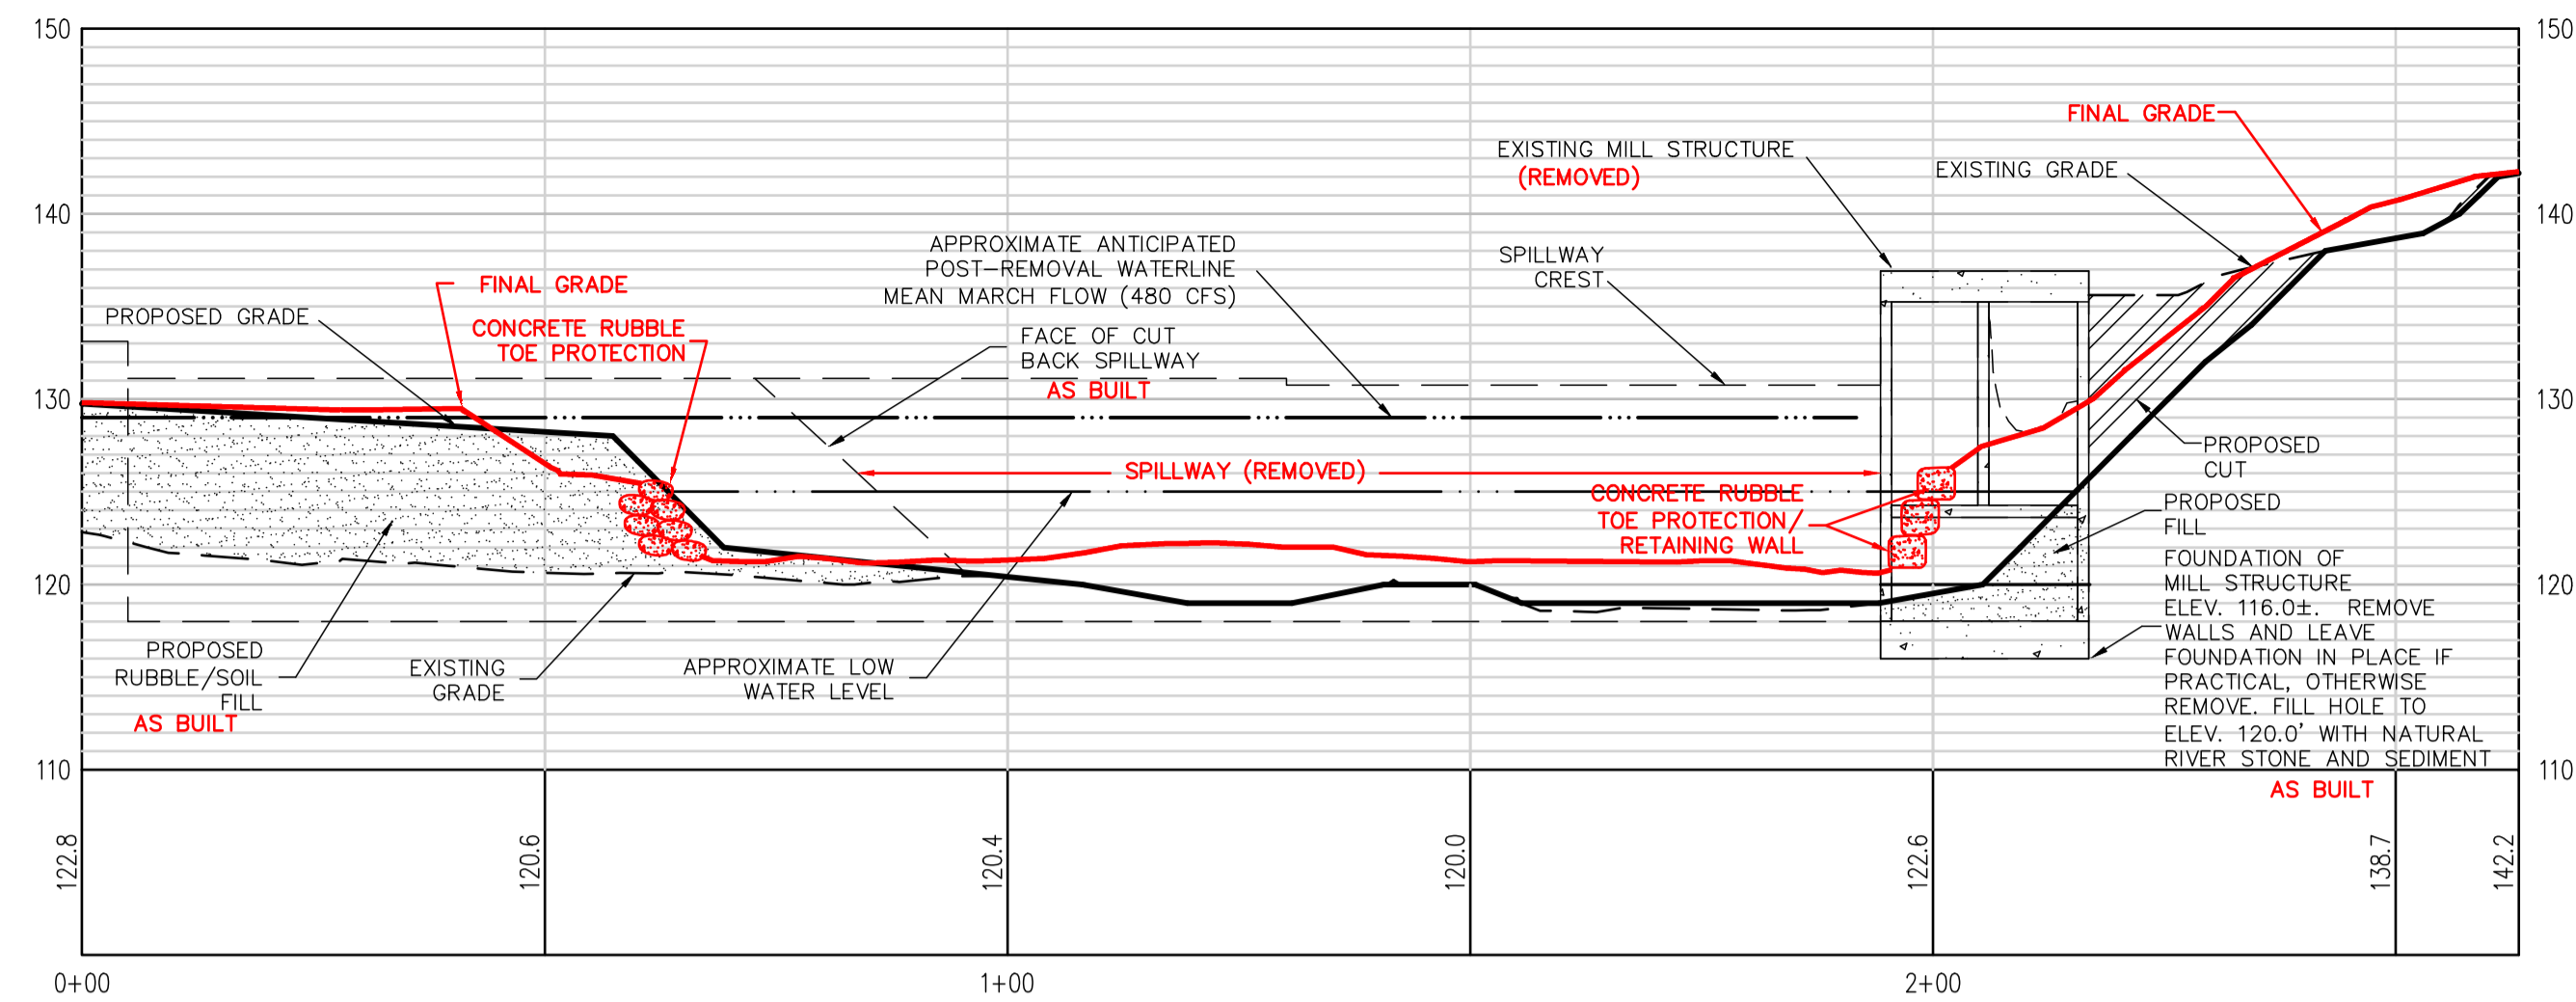 150
150
FINAL GRADE
EXISTING MILL STRUCTURE
(REMOVED)
EXISTING GRADE
140
140
APPROXIMATE ANTICIPATED
POST-REMOVAL WATERLINE
MEAN MARCH FLOW (480 CFS)
SPILLWAY
CREST
FINAL GRADE
PROPOSED GRADE
CONCRETE RUBBLE
TOE PROTECTION
FACE OF CUT
BACK SPILLWAY
AS BUILT
130
130
SPILLWAY (REMOVED)
PROPOSED
CUT
CONCRETE RUBBLE
TOE PROTECTION/
RETAINING WALL
PROPOSED
FILL
FOUNDATION OF
MILL STRUCTURE
ELEV. 116.0±. REMOVE
WALLS AND LEAVE
FOUNDATION IN PLACE IF
PRACTICAL, OTHERWISE
REMOVE. FILL HOLE TO
ELEV. 120.0' WITH NATURAL
RIVER STONE AND SEDIMENT
AS BUILT
120
120
PROPOSED
RUBBLE/SOIL
FILL
AS BUILT
EXISTING
GRADE
APPROXIMATE LOW
WATER LEVEL
110
110
122.8
120.6
120.4
120.0
122.6
138.7
142.2
0+00
1+00
2+00